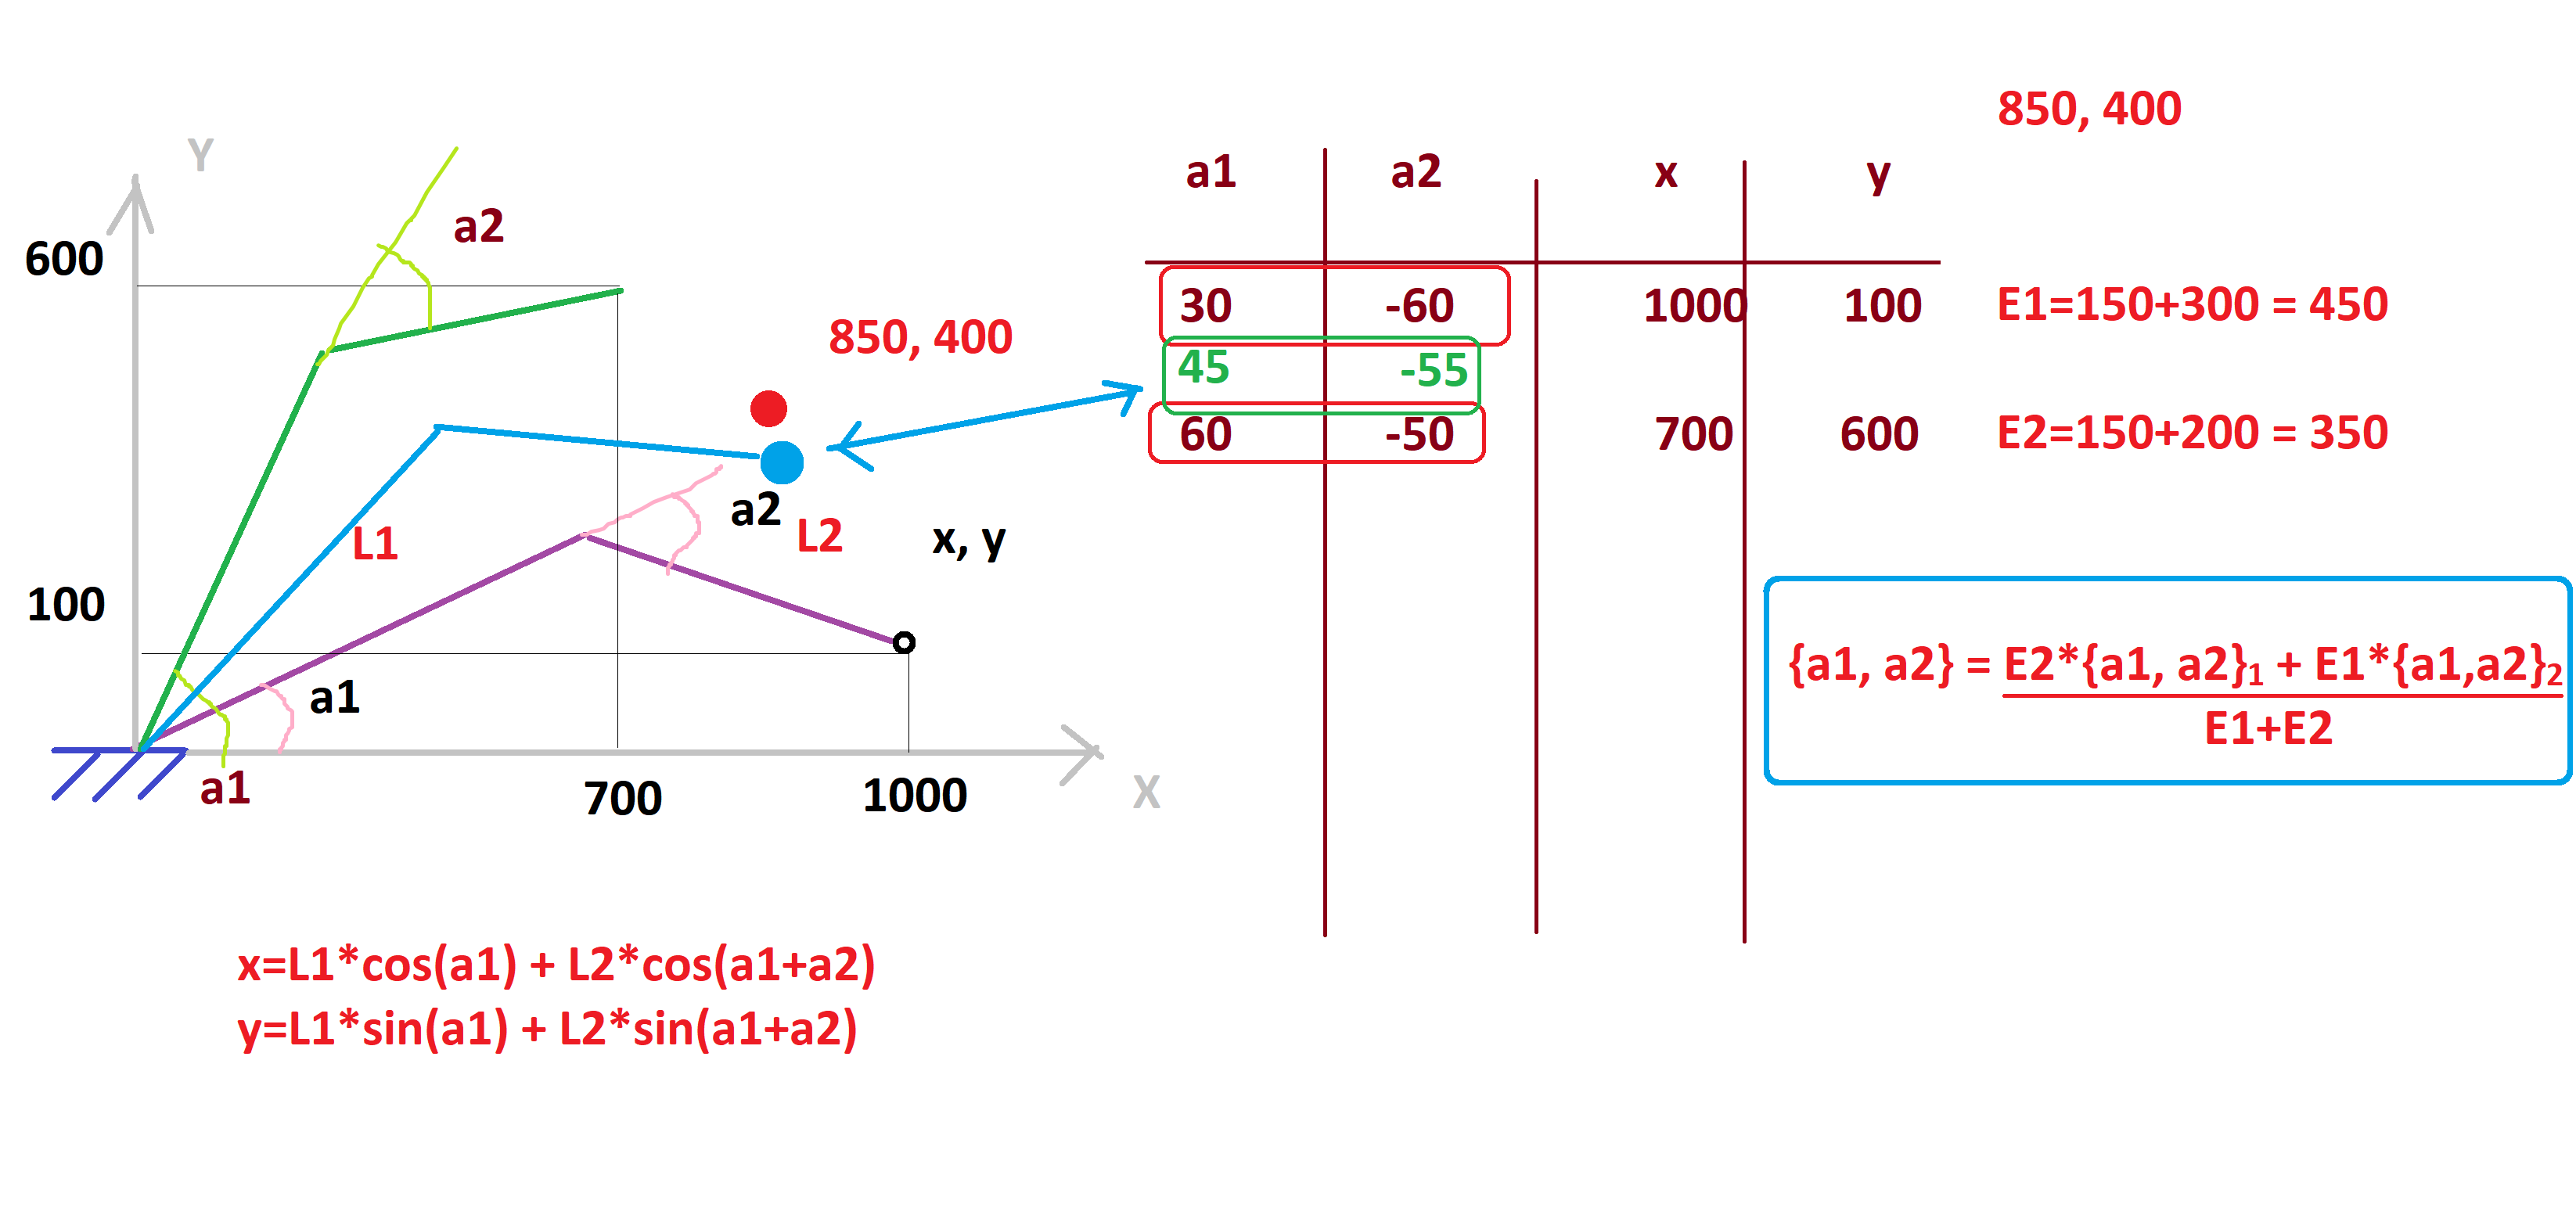 850, 400
Y
a1 a2 x y
a2
600
30 -60 1000 100 E1=150+300 = 450
850, 400
45 -55
60 -50 700 600 E2=150+200 = 350
a2
L1
L2
x, y
100
{a1, a2} = E2*{a1, a2}1 + E1*{a1,a2}2
E1+E2
a1
a1
700
1000
X
x=L1*cos(a1) + L2*cos(a1+a2)
y=L1*sin(a1) + L2*sin(a1+a2)